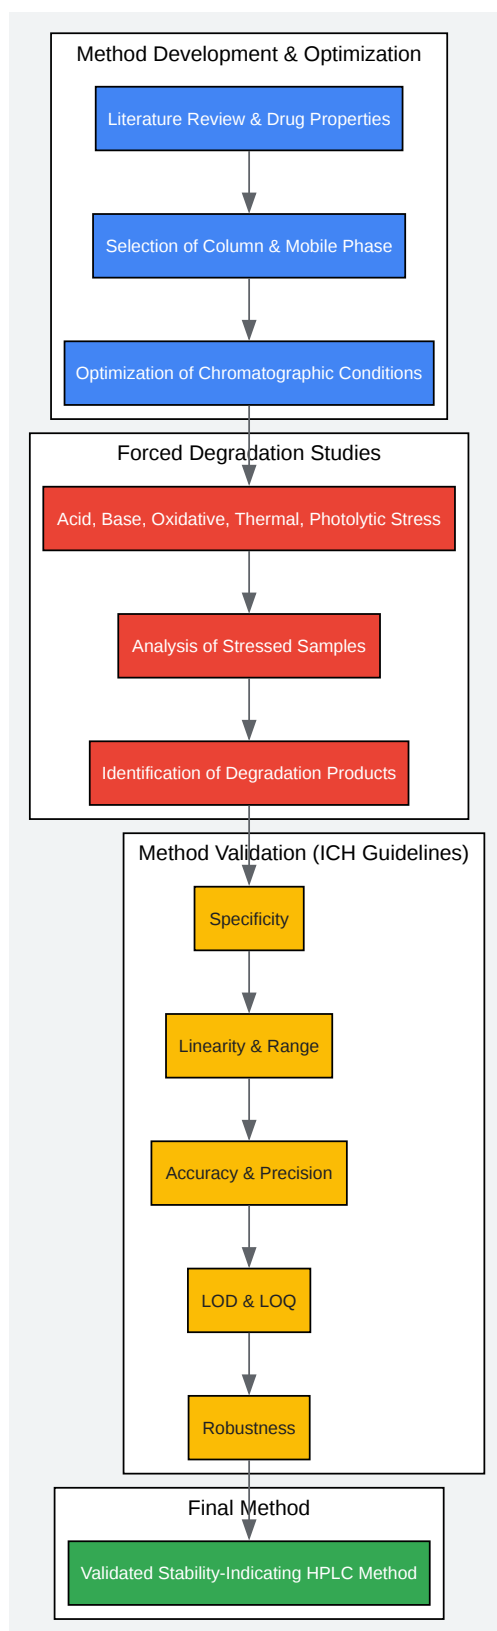 Method Development & Optimization
Literature Review & Drug Properties
Selection of Column & Mobile Phase
Optimization of Chromatographic Conditions
Forced Degradation Studies
Acid, Base, Oxidative, Thermal, Photolytic Stress
Analysis of Stressed Samples
Identification of Degradation Products
Method Validation (ICH Guidelines)
Specificity
Linearity & Range
Accuracy & Precision
LOD & LOQ
Robustness
Final Method
Validated Stability-Indicating HPLC Method